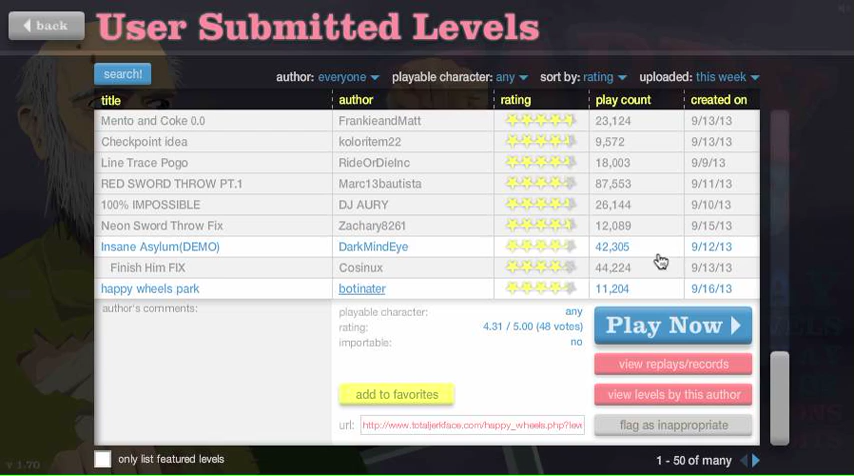 back
User Submitted Levels
search!
author: everyone playable character: any sort by: rating uploaded: this week
title author rating play count created on
Mento and Coke 0.0 FrankieandMatt 23,124 9/13/13
Checkpoint idea koloritem22 9,572 9/13/13
Line Trace Pogo RideOrDieInc 18,003 9/9/13
RED SWORD THROW PT.1 Marc13bautista 87,553 9/11/13
100% IMPOSSIBLE DJ AURY 26,144 9/10/13
Neon Sword Throw Fix Zachary8261 12,089 9/15/13
Insane Asylum(DEMO) DarkMindEye 42,305 9/12/13
Finish Him FIX Cosinux 44,224 9/13/13
happy wheels park botinater 11,204 9/16/13
author's comments:
playable character: any
rating: 4.31 / 5.00 (48 votes)
importable: no
Play Now
view replays/records
add to favorites
view levels by this author
url: http://www.totaljerkface.com/happy_wheels.php?leve
flag as inappropriate
only list featured levels
1 - 50 of many
v 1.70